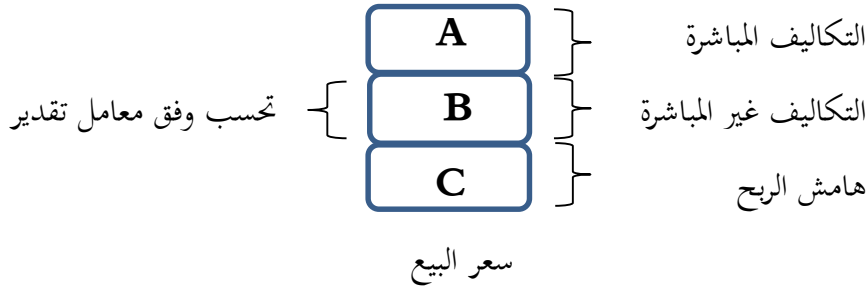 التكاليف المباشرة
A
التكاليف غير المباشرة
B
تحسب وفق معامل تقدير
هامش الربح
C
سعر البيع